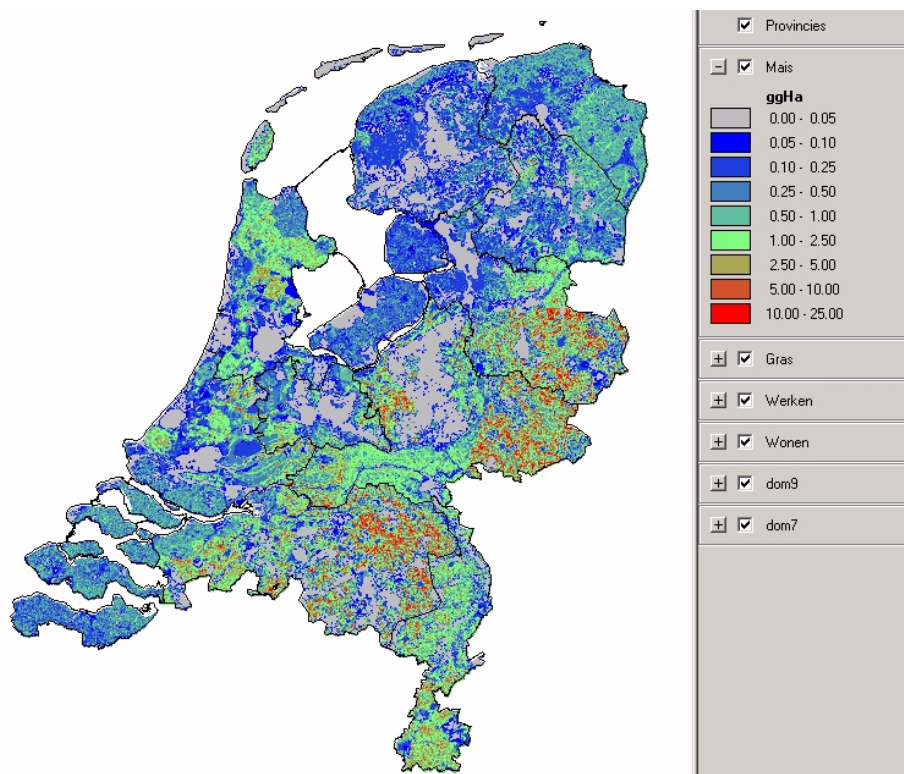 Provincies
Mais
ggHa
0.00 - 0.05
0.05 - 0.10
0.10 - 0.25
0.25 - 0.50
0.50 - 1.00
1.00 - 2.50
2.50 - 5.00
5.00 - 10.00
10.00 - 25.00
Gras
Werken
Wonen
dom9
dom7